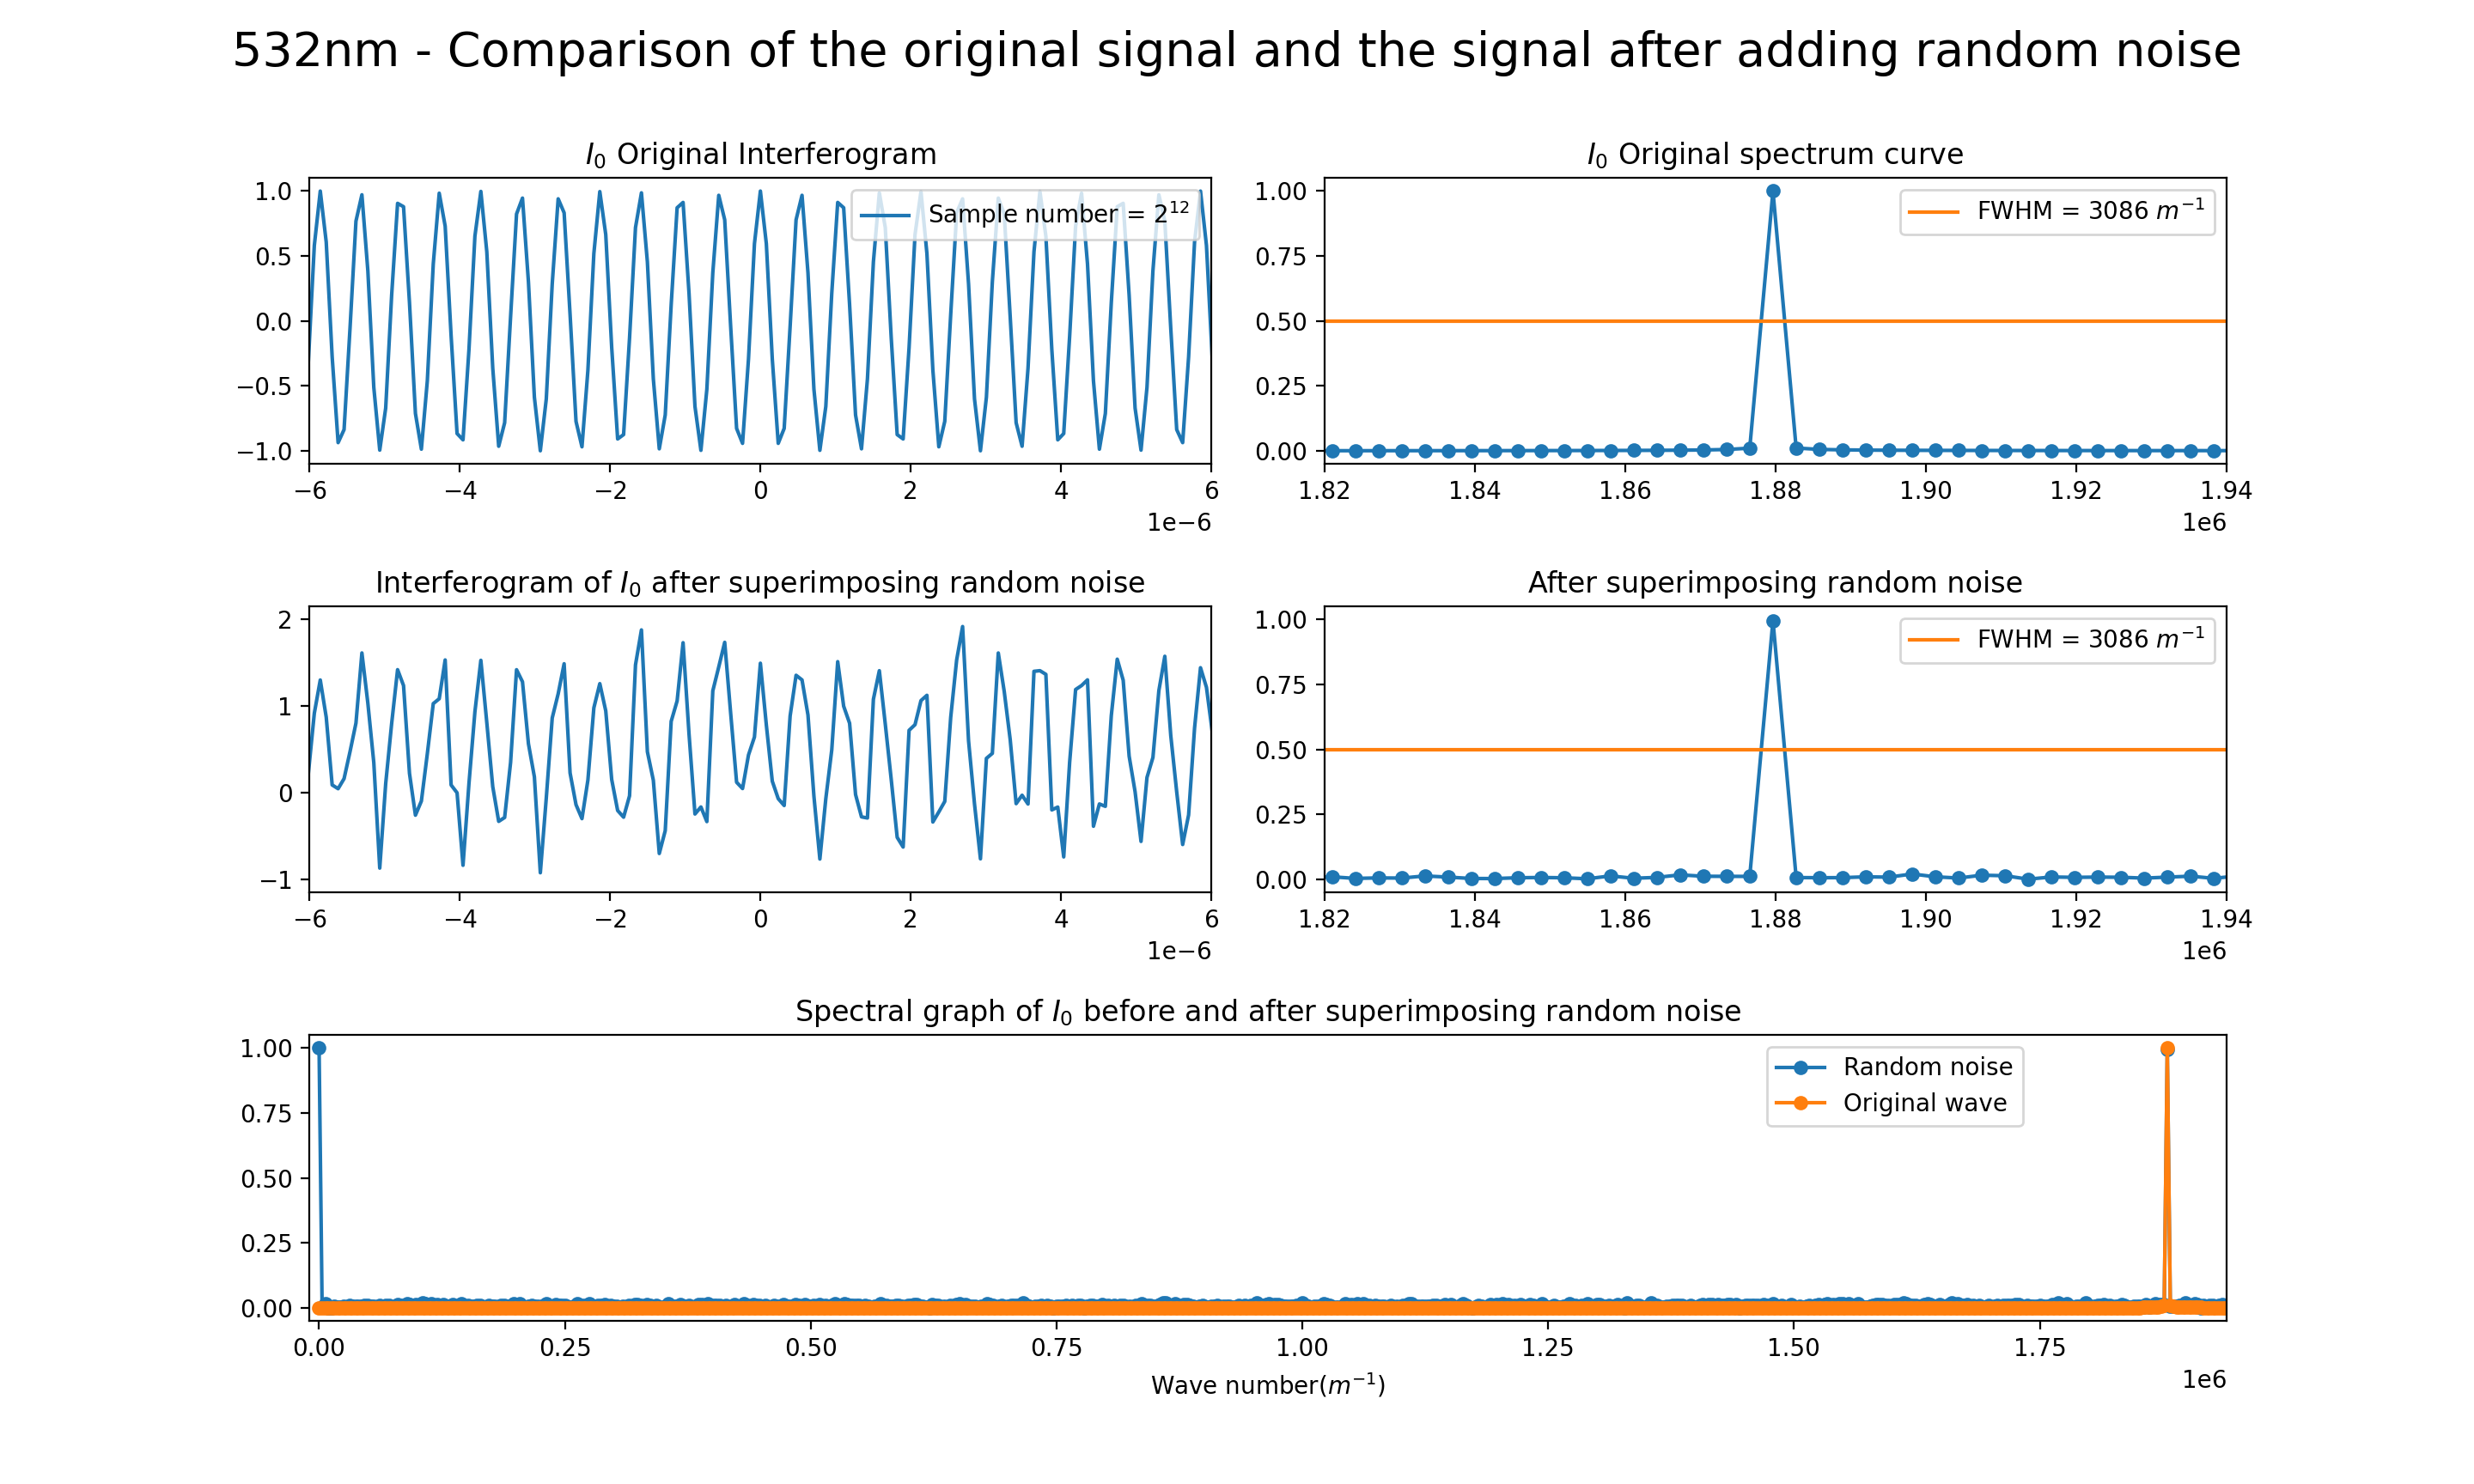 532nm - Comparison of the original signal and the signal after adding random noise
I₀ Original Interferogram
1.0
0.5
0.0
−0.5
−1.0
Sample number = 2¹²
−6 −4 −2 0 2 4 6
1e−6
I₀ Original spectrum curve
1.00
0.75
0.50
0.25
0.00
FWHM = 3086 m⁻¹
1.82 1.84 1.86 1.88 1.90 1.92 1.94
1e6
Interferogram of I₀ after superimposing random noise
2
1
0
−1
−6 −4 −2 0 2 4 6
1e−6
After superimposing random noise
1.00
0.75
0.50
0.25
0.00
FWHM = 3086 m⁻¹
1.82 1.84 1.86 1.88 1.90 1.92 1.94
1e6
Spectral graph of I₀ before and after superimposing random noise
1.00
0.75
0.50
0.25
0.00
Random noise
Original wave
0.00 0.25 0.50 0.75 1.00 1.25 1.50 1.75
1e6
Wave number(m⁻¹)